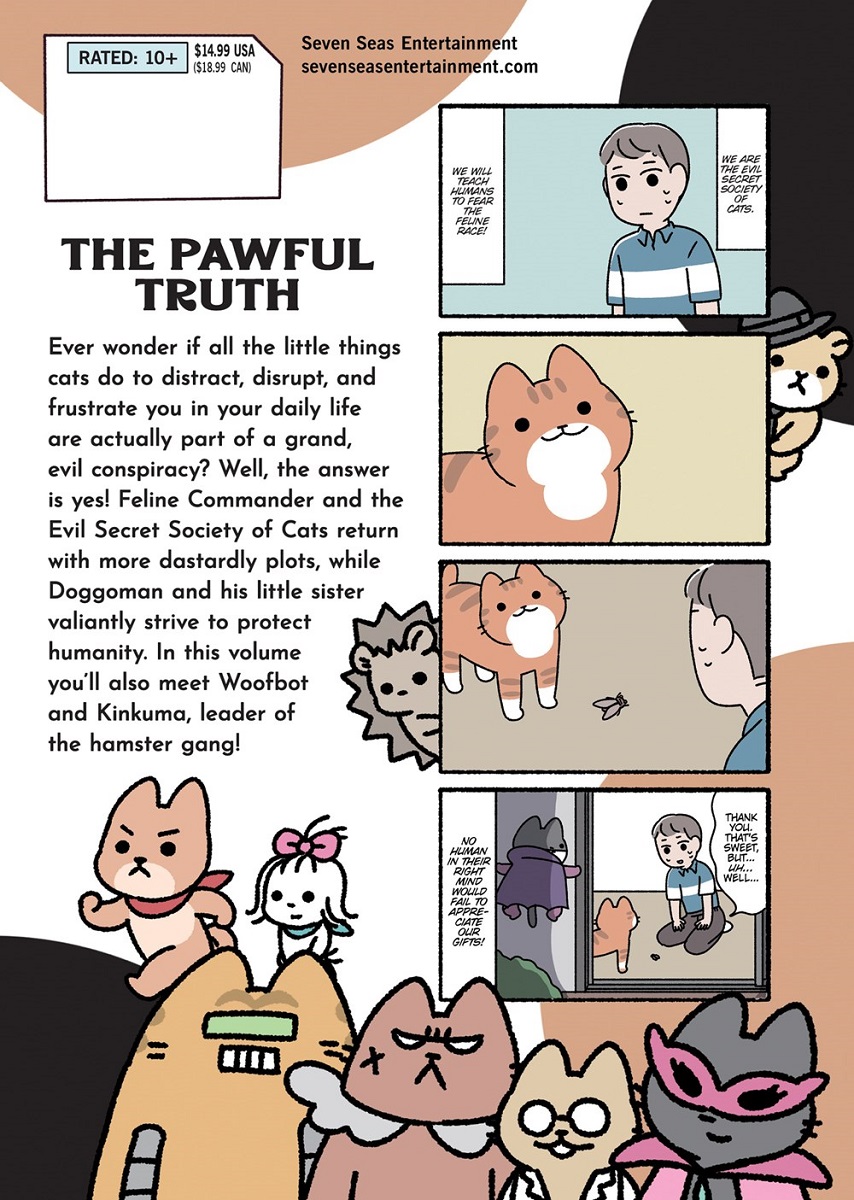 RATED: 10+
$14.99 USA
($18.99 CAN)
Seven Seas Entertainment
sevenseasentertainment.com
THE PAWFUL
TRUTH
Ever wonder if all the little things
cats do to distract, disrupt, and
frustrate you in your daily life
are actually part of a grand,
evil conspiracy? Well, the answer
is yes! Feline Commander and the
Evil Secret Society of Cats return
with more dastardly plots, while
Doggoman and his little sister
valiantly strive to protect
humanity. In this volume
you'll also meet Woofbot
and Kinkuma, leader of
the hamster gang!
WE ARE
THE EVIL
SECRET
SOCIETY
OF
CATS.
WE WILL
TEACH
HUMANS
TO FEAR
THE
FELINE
RACE!
THANK
YOU.
THAT'S
SWEET,
BUT...
UH...
WELL...
NO
HUMAN
IN THEIR
RIGHT
MIND
WOULD
FAIL TO
APPRE-
CIATE
OUR
GIFTS!